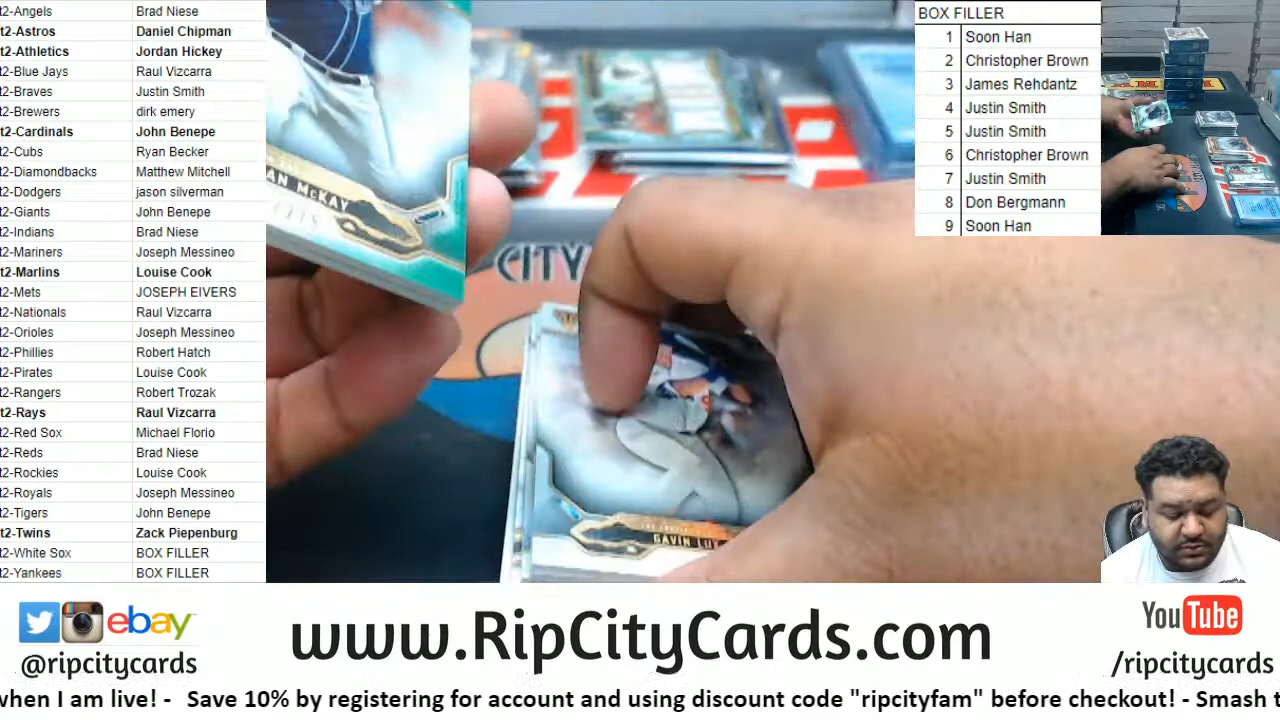 t2-Angels Brad Niese
t2-Astros Daniel Chipman
t2-Athletics Jordan Hickey
t2-Blue Jays Raul Vizcarra
t2-Braves Justin Smith
t2-Brewers dirk emery
t2-Cardinals John Benepe
t2-Cubs Ryan Becker
t2-Diamondbacks Matthew Mitchell
t2-Dodgers jason silverman
t2-Giants John Benepe
t2-Indians Brad Niese
t2-Mariners Joseph Messineo
t2-Marlins Louise Cook
t2-Mets JOSEPH EIVERS
t2-Nationals Raul Vizcarra
t2-Orioles Joseph Messineo
t2-Phillies Robert Hatch
t2-Pirates Louise Cook
t2-Rangers Robert Trozak
t2-Rays Raul Vizcarra
t2-Red Sox Michael Florio
t2-Reds Brad Niese
t2-Rockies Louise Cook
t2-Royals Joseph Messineo
t2-Tigers John Benepe
t2-Twins Zack Piepenburg
t2-White Sox BOX FILLER
t2-Yankees BOX FILLER
AN MCKAY
CITY
GAVIN LUX
BOX FILLER
1 Soon Han
2 Christopher Brown
3 James Rehdantz
4 Justin Smith
5 Justin Smith
6 Christopher Brown
7 Justin Smith
8 Don Bergmann
9 Soon Han
ebay
@ripcitycards
www.RipCityCards.com
YouTube
/ripcitycards
when I am live! - Save 10% by registering for account and using discount code "ripcityfam" before checkout! - Smash t